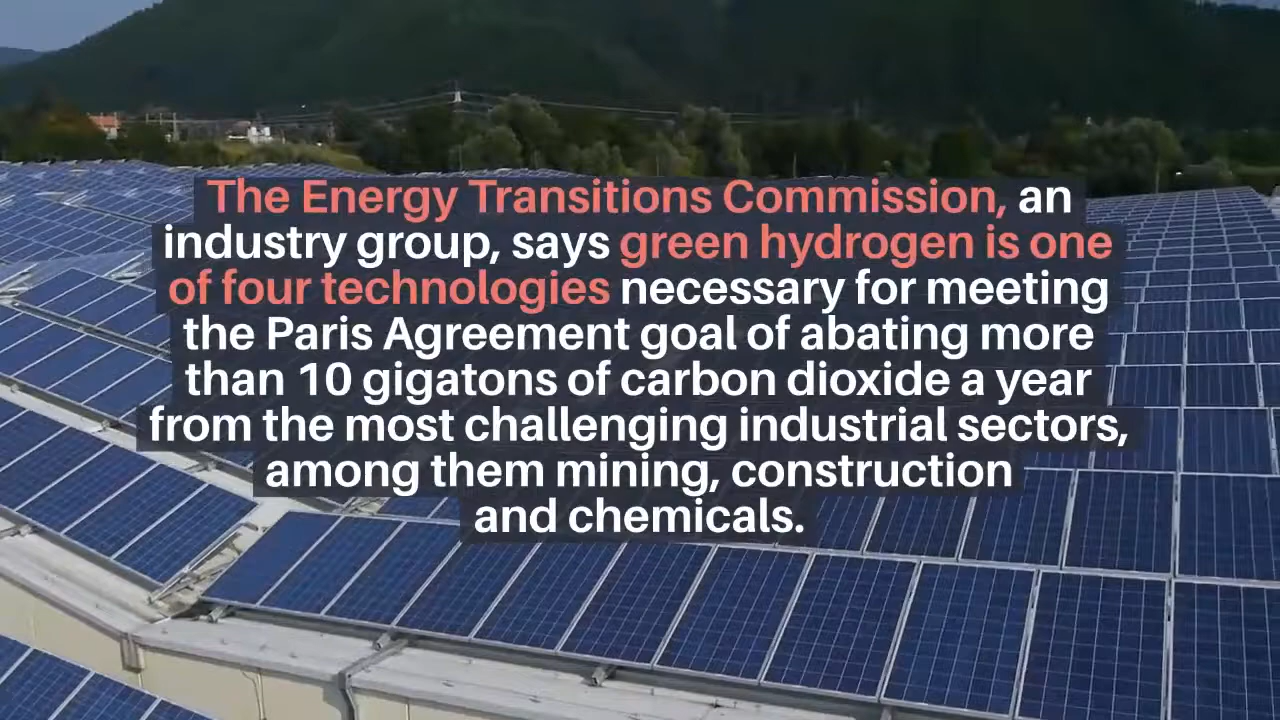 The Energy Transitions Commission, an
industry group, says green hydrogen is one
of four technologies necessary for meeting
the Paris Agreement goal of abating more
than 10 gigatons of carbon dioxide a year
from the most challenging industrial sectors,
among them mining, construction
and chemicals.